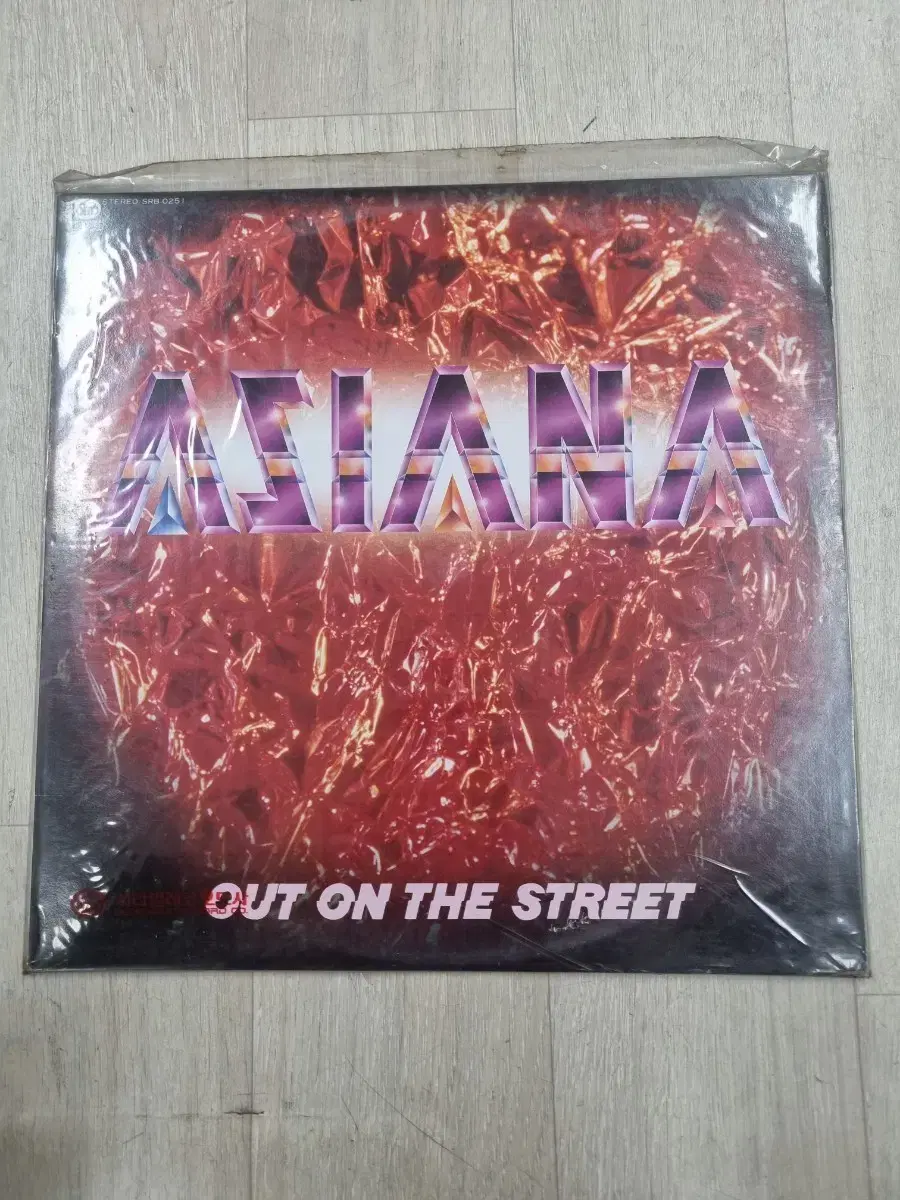 STEREO SRB 0251
ASIANA
OUT ON THE STREET